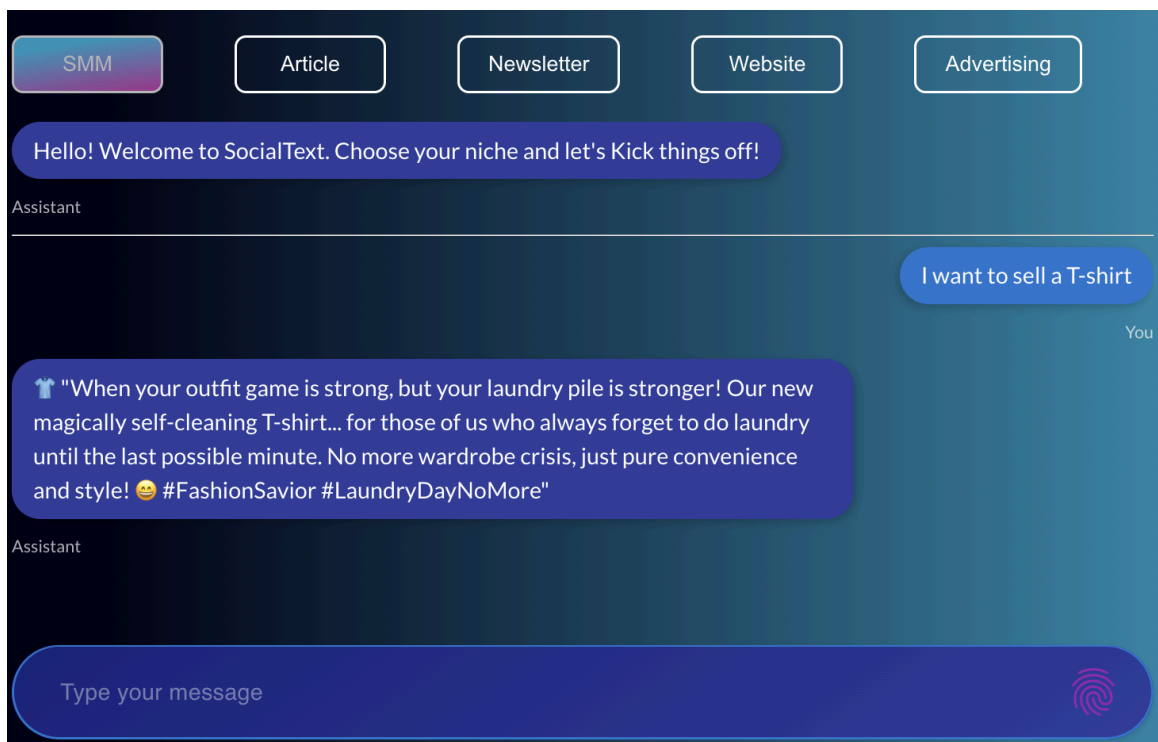 SMM
Article
Newsletter
Website
Advertising
Hello! Welcome to SocialText. Choose your niche and let's Kick things off!
Assistant
I want to sell a T-shirt
You
👕 "When your outfit game is strong, but your laundry pile is stronger! Our new
magically self-cleaning T-shirt... for those of us who always forget to do laundry
until the last possible minute. No more wardrobe crisis, just pure convenience
and style! 😄 #FashionSavior #LaundryDayNoMore"
Assistant
Type your message